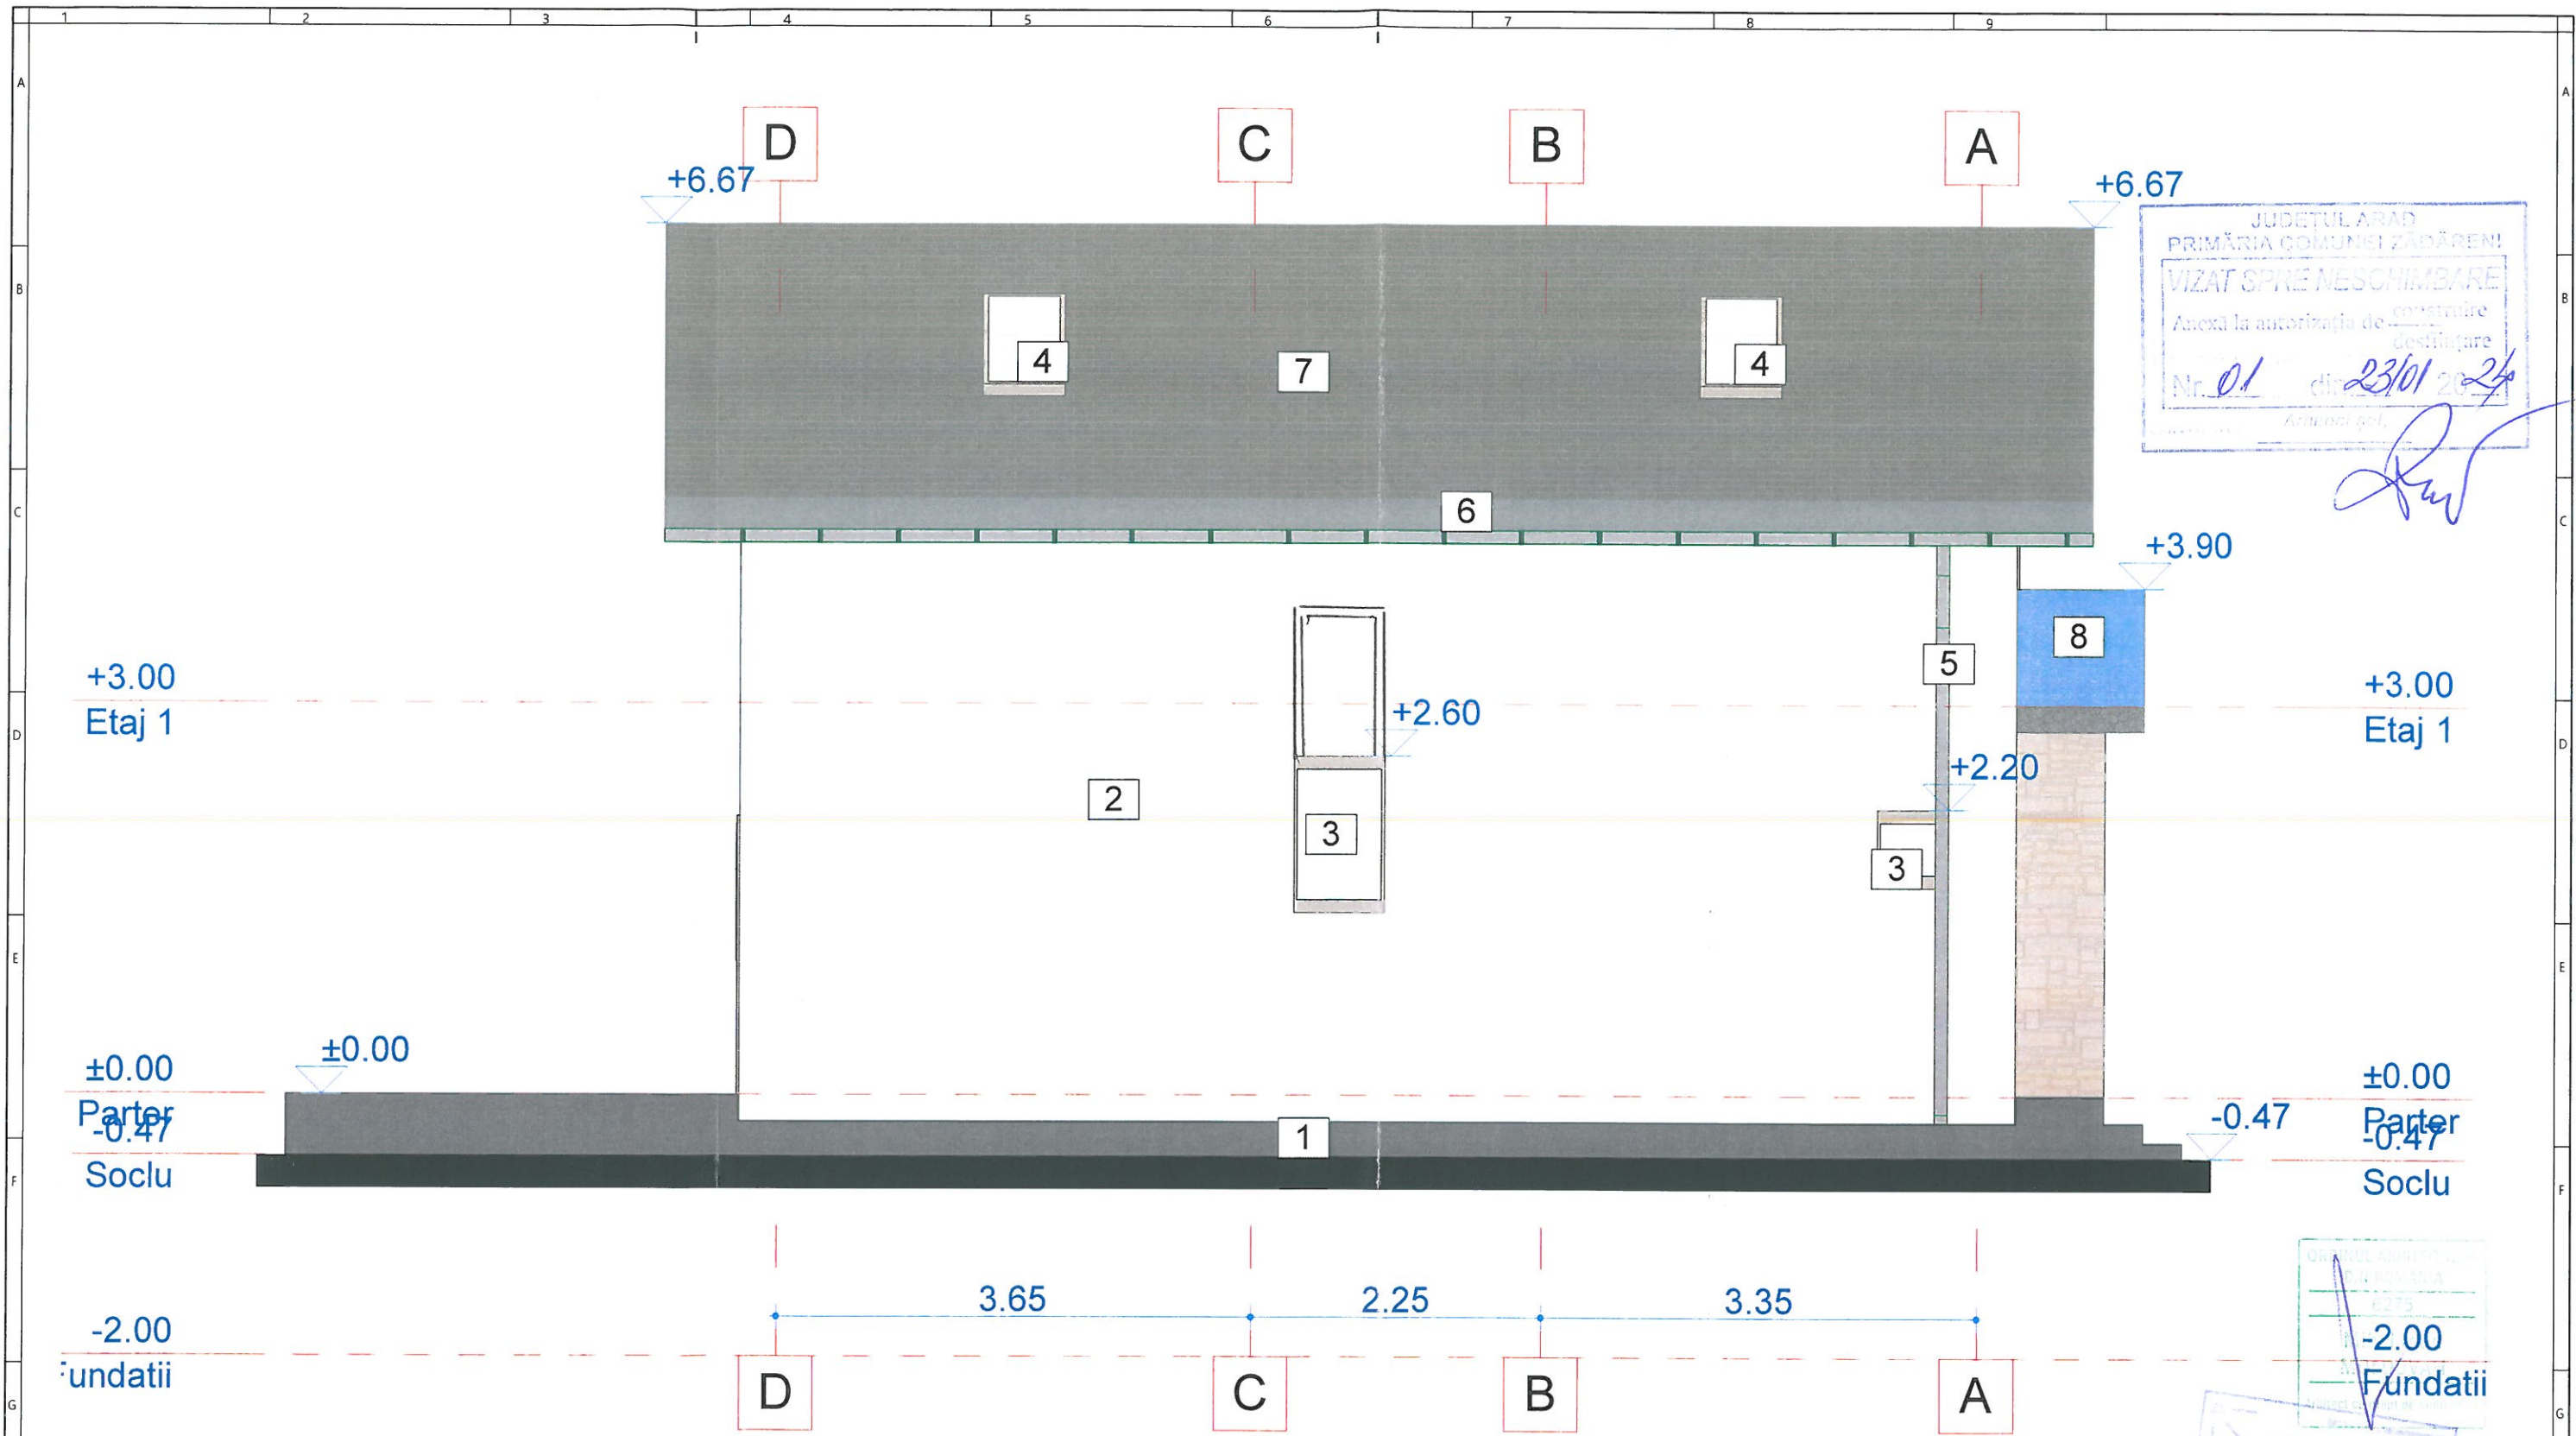 1 2 3 4 5 6 7 8 9
A A
D C B A
+6.67 +6.67
JUDEȚUL ARAD
PRIMĂRIA COMUNEI ZĂDĂRENI
VIZAT SPRE NESCHIMBARE
Anexă la autorizația de construire
desființare
Nr. 01 din 23/01 2024
B B
4 7 4
C C
6
+3.90
8
5
+3.00 +3.00
Etaj 1 Etaj 1
+2.60
D D
+2.20
2
3
3
E E
±0.00
±0.00 ±0.00
Parter Parter
-0.47 -0.47
-0.47
1
Soclu Soclu
F F
3.65 2.25 3.35
-2.00 -2.00
undatii Fundatii
D C B A
G G